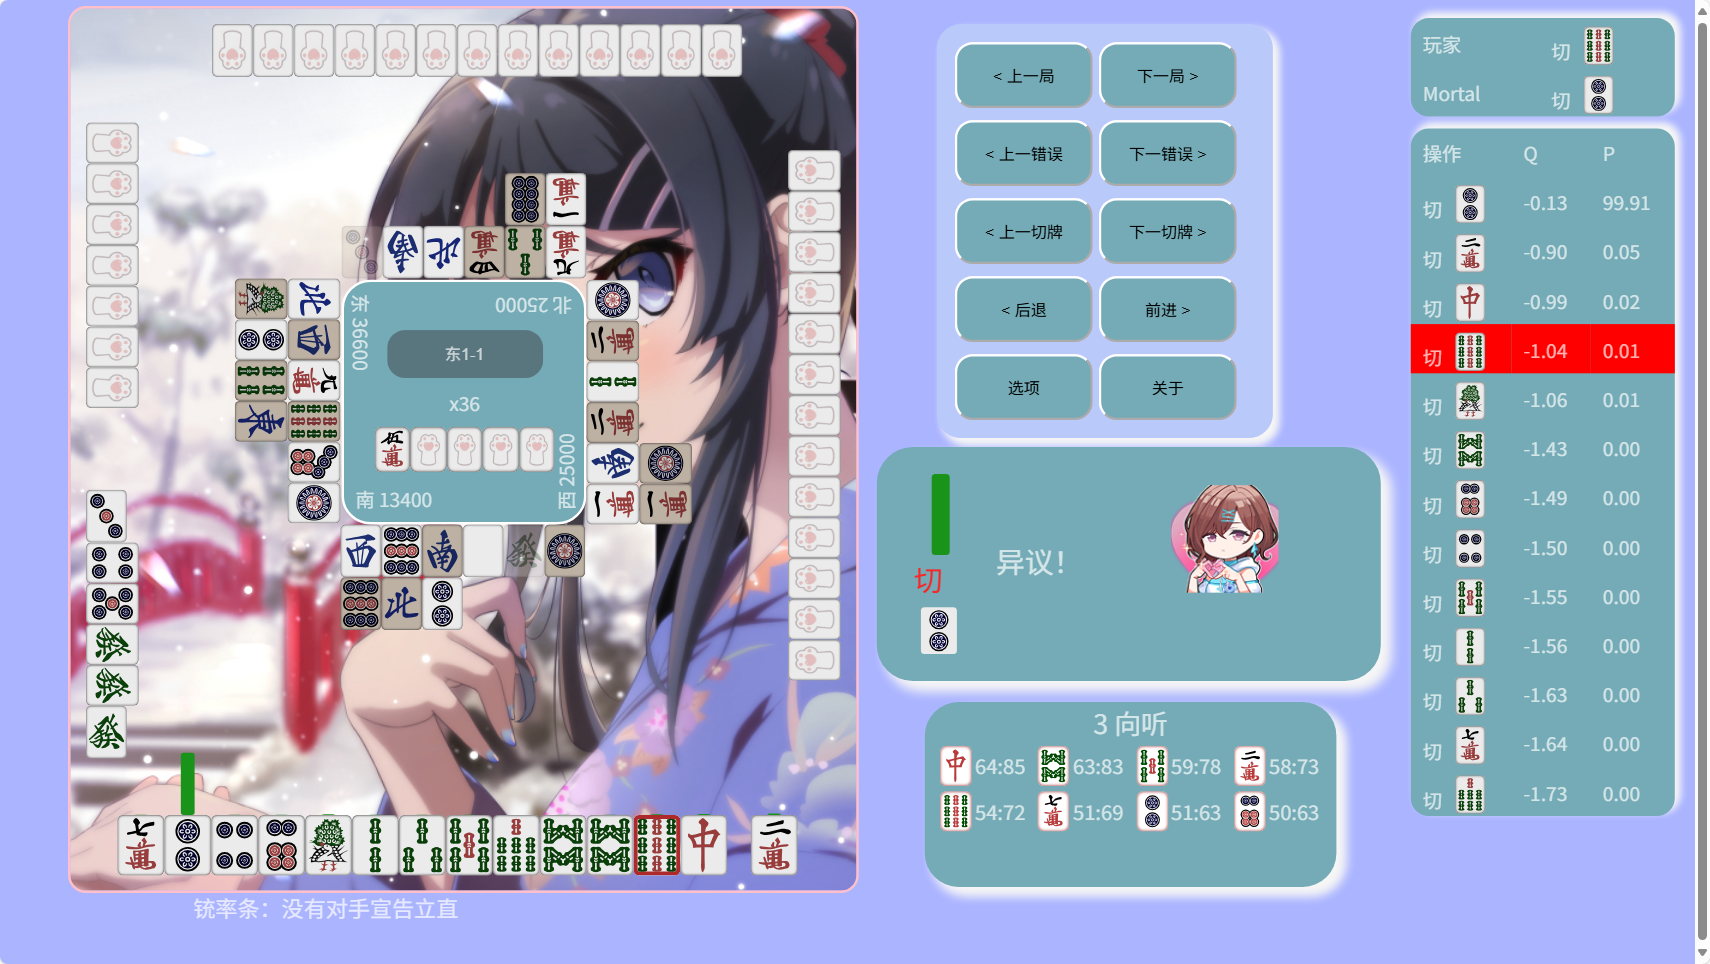 < 上一局
下一局 >
< 上一错误
下一错误 >
< 上一切牌
下一切牌 >
< 后退
前进 >
选项
关于
东 36600
北 25000
东1-1
x36
南 13400
西 25000
铳率条：没有对手宣告立直
切
异议！
3 向听
64:85
63:83
59:78
58:73
54:72
51:69
51:63
50:63
玩家 切
Mortal 切
操作 Q P
切 -0.13 99.91
切 -0.90 0.05
切 -0.99 0.02
切 -1.04 0.01
切 -1.06 0.01
切 -1.43 0.00
切 -1.49 0.00
切 -1.50 0.00
切 -1.55 0.00
切 -1.56 0.00
切 -1.63 0.00
切 -1.64 0.00
切 -1.73 0.00